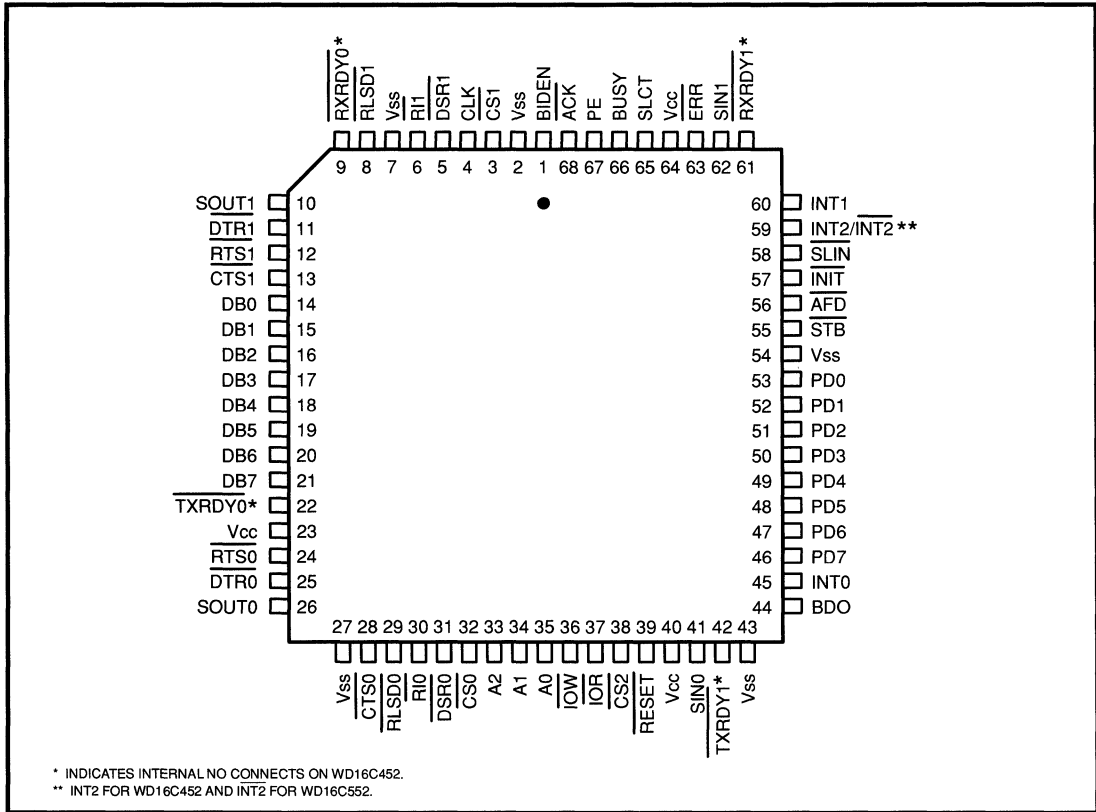 RXRDY0*
RLSD1
Vss
RI1
DSR1
CLK
CS1
Vss
BIDEN
ACK
PE
BUSY
SLCT
Vcc
ERR
SIN1
RXRDY1*
9 8 7 6 5 4 3 2 1 68 67 66 65 64 63 62 61
SOUT1 10
DTR1 11
RTS1 12
CTS1 13
DB0 14
DB1 15
DB2 16
DB3 17
DB4 18
DB5 19
DB6 20
DB7 21
TXRDY0* 22
Vcc 23
RTS0 24
DTR0 25
SOUT0 26
60 INT1
59 INT2/INT2 **
58 SLIN
57 INIT
56 AFD
55 STB
54 Vss
53 PD0
52 PD1
51 PD2
50 PD3
49 PD4
48 PD5
47 PD6
46 PD7
45 INT0
44 BDO
27 28 29 30 31 32 33 34 35 36 37 38 39 40 41 42 43
Vss
CTS0
RLSD0
RI0
DSR0
CS0
A2
A1
A0
IOW
IOR
CS2
RESET
Vcc
SIN0
TXRDY1*
Vss
* INDICATES INTERNAL NO CONNECTS ON WD16C452.
** INT2 FOR WD16C452 AND INT2 FOR WD16C552.